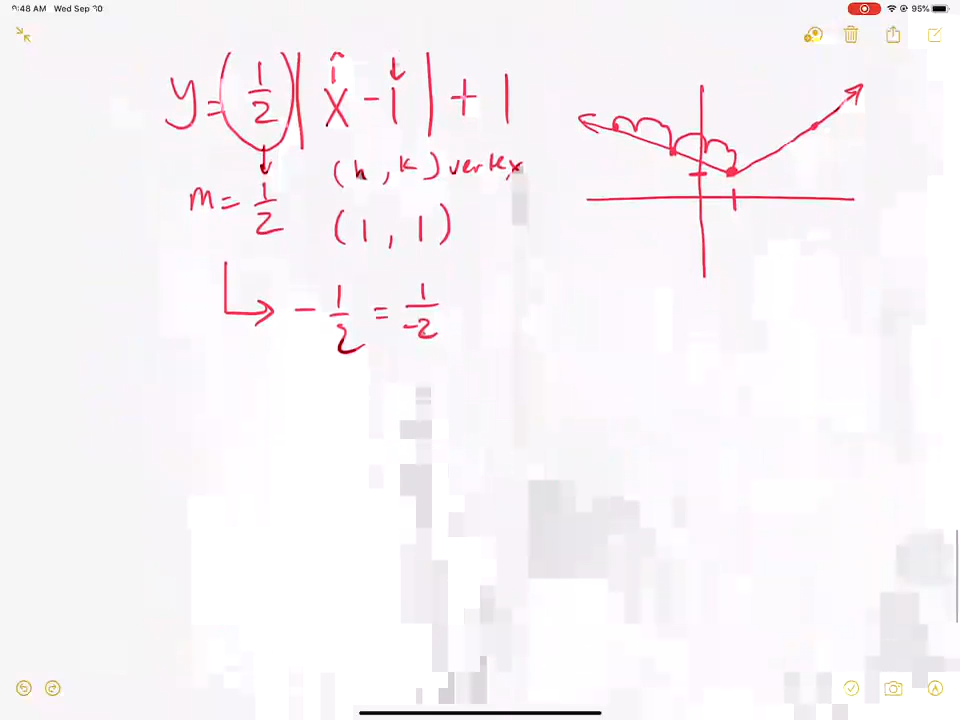 9:48 AM Wed Sep 30
95%
y = (1/2) |x - 1| + 1
(h, k) vertex
m = 1/2
(1, 1)
- 1/2 = 1/-2